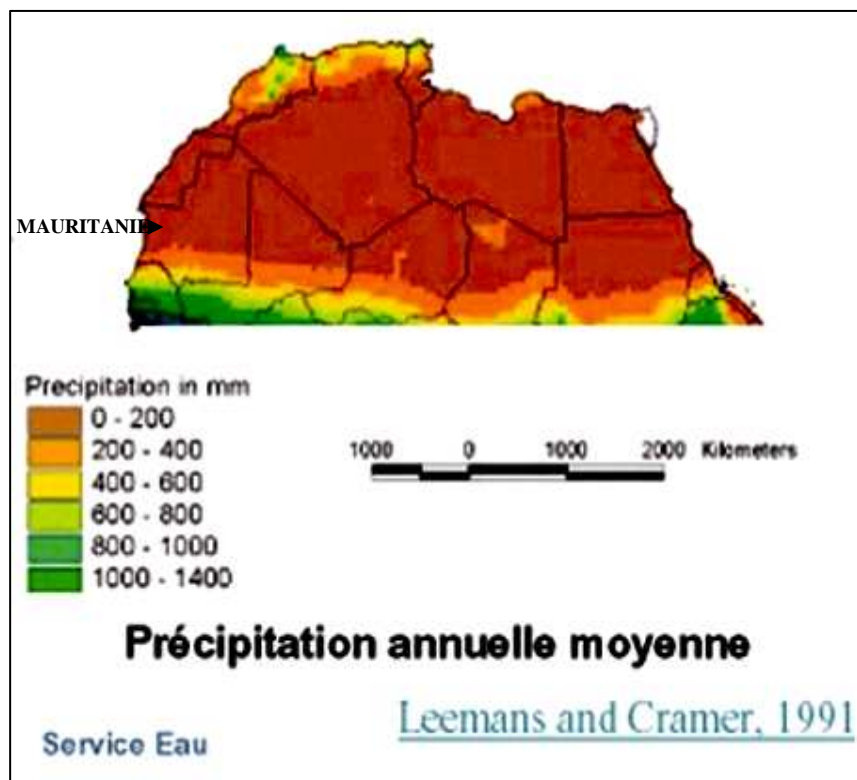 MAURITANIE
Precipitation in mm
0 - 200
200 - 400
400 - 600
600 - 800
800 - 1000
1000 - 1400
1000 0 1000 2000 Kilometers
Précipitation annuelle moyenne
Leemans and Cramer, 1991
Service Eau